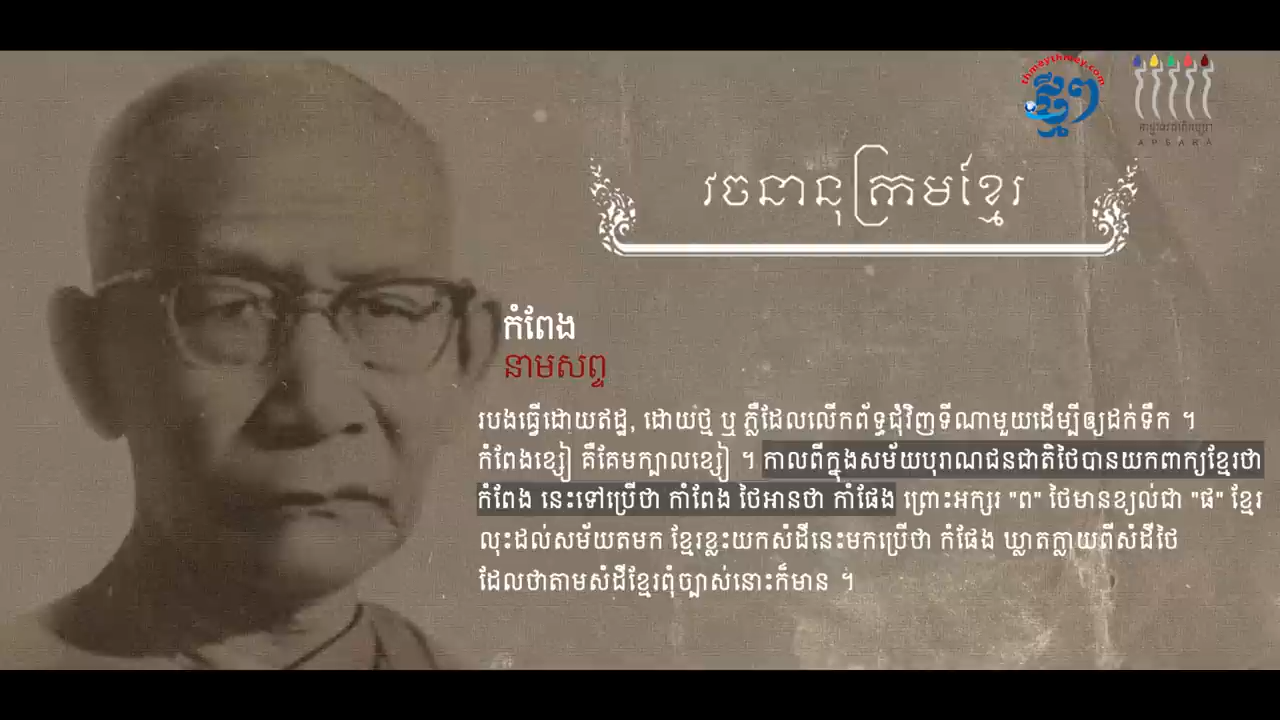 thmeythmey.com
ថ្មីៗ
APSARA
វចនានុក្រមខ្មែរ
កំពែង
នាមសព្ទ
របងធ្វើដោយឥដ្ឋ, ដោយថ្ម ឬ ភ្លឺដែលលើកព័ទ្ធជុំវិញទីណាមួយដើម្បីឲ្យដក់ទឹក ។
កំពែងខ្សៀ គឺគែមក្បាលខ្សៀ ។ កាលពីក្នុងសម័យបុរាណជនជាតិថៃបានយកពាក្យខ្មែរថា
កំពែង នេះទៅប្រើថា កាំពែង ថៃអានថា កាំផែង ព្រោះអក្សរ "ព" ថៃមានខ្យល់ជា "ផ" ខ្មែរ
លុះដល់សម័យតមក ខ្មែរខ្លះយកសំដីនេះមកប្រើថា កំផែង ឃ្លាតក្លាយពីសំដីថៃ
ដែលថាតាមសំដីខ្មែរពុំច្បាស់នោះក៏មាន ។